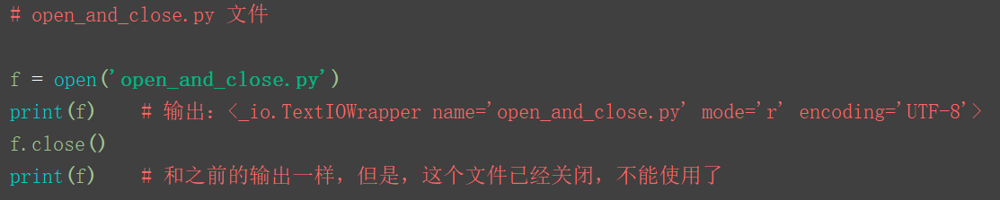 # open_and_close.py 文件
f = open('open_and_close.py')
print(f)    # 输出：<_io.TextIOWrapper name='open_and_close.py' mode='r' encoding='UTF-8'>
f.close()
print(f)    # 和之前的输出一样，但是，这个文件已经关闭，不能使用了